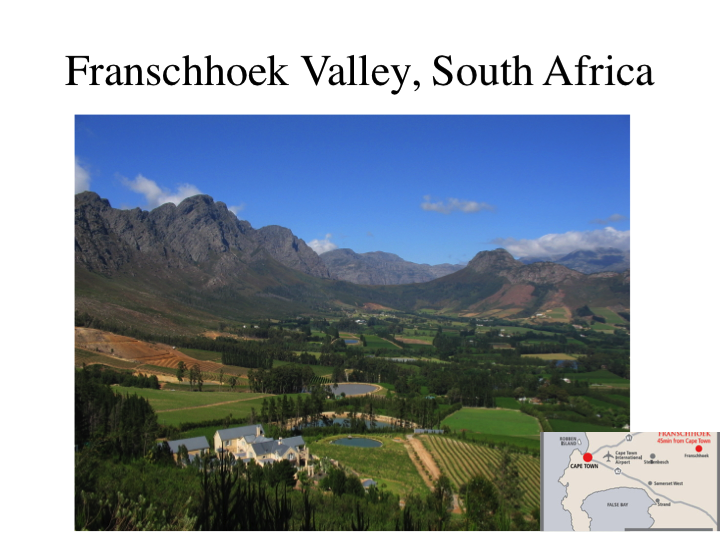 Franschhoek Valley, South Africa
FRANSCHHOEK
45min from Cape Town
ROBBEN
ISLAND
Cape Town
International
Airport
Stellenbosch
Franschhoek
CAPE TOWN
Somerset West
FALSE BAY
Strand